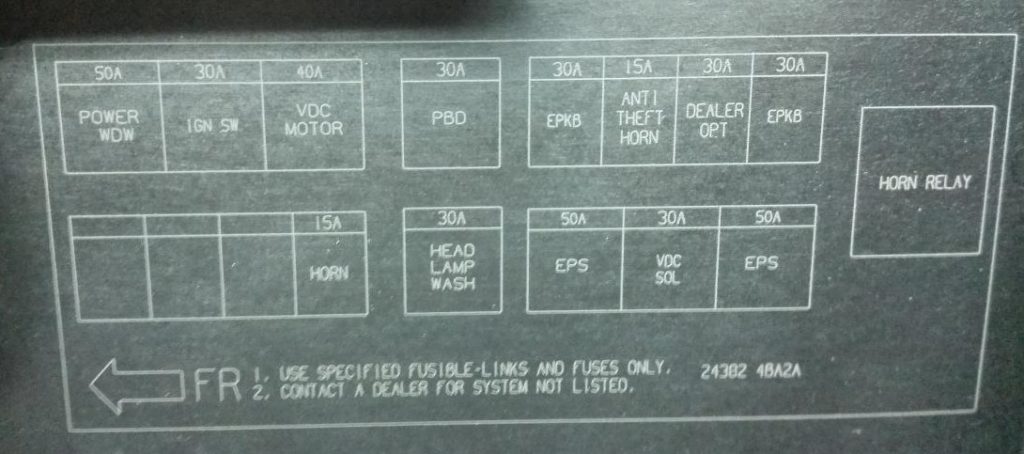 50A 30A 40A 30A 30A 15A 30A 30A
POWER WDW
IGN SW
VDC MOTOR
PBD
EPKB
ANTI THEFT HORN
DEALER OPT
EPKB
HORN RELAY
15A 30A 50A 30A 50A
HORN
HEAD LAMP WASH
EPS
VDC SOL
EPS
FR
1. USE SPECIFIED FUSIBLE-LINKS AND FUSES ONLY.
2. CONTACT A DEALER FOR SYSTEM NOT LISTED.
24382 4BA2A